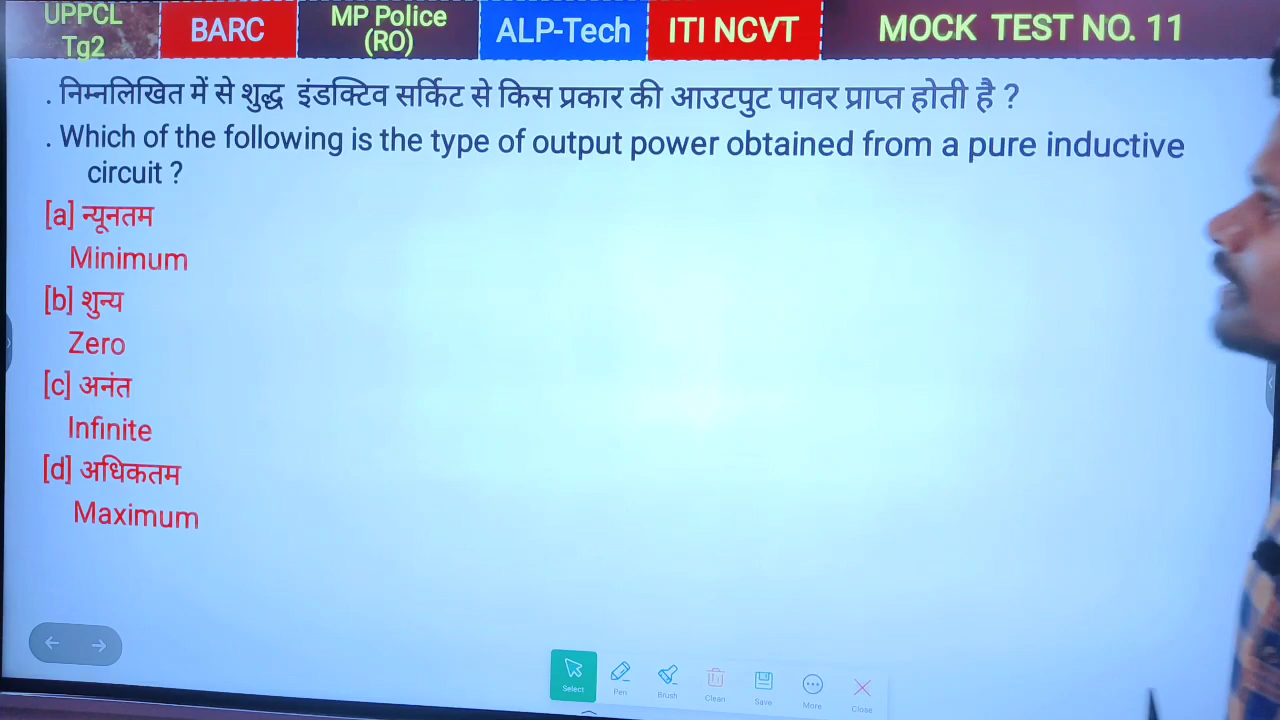 UPPCL
Tg2
BARC
MP Police
(RO)
ALP-Tech
ITI NCVT
MOCK TEST NO. 11
. निम्नलिखित में से शुद्ध इंडक्टिव सर्किट से किस प्रकार की आउटपुट पावर प्राप्त होती है ?
. Which of the following is the type of output power obtained from a pure inductive
circuit ?
[a] न्यूनतम
Minimum
[b] शुन्य
Zero
[c] अनंत
Infinite
[d] अधिकतम
Maximum
Select
Pen
Brush
Clean
Save
More
Close